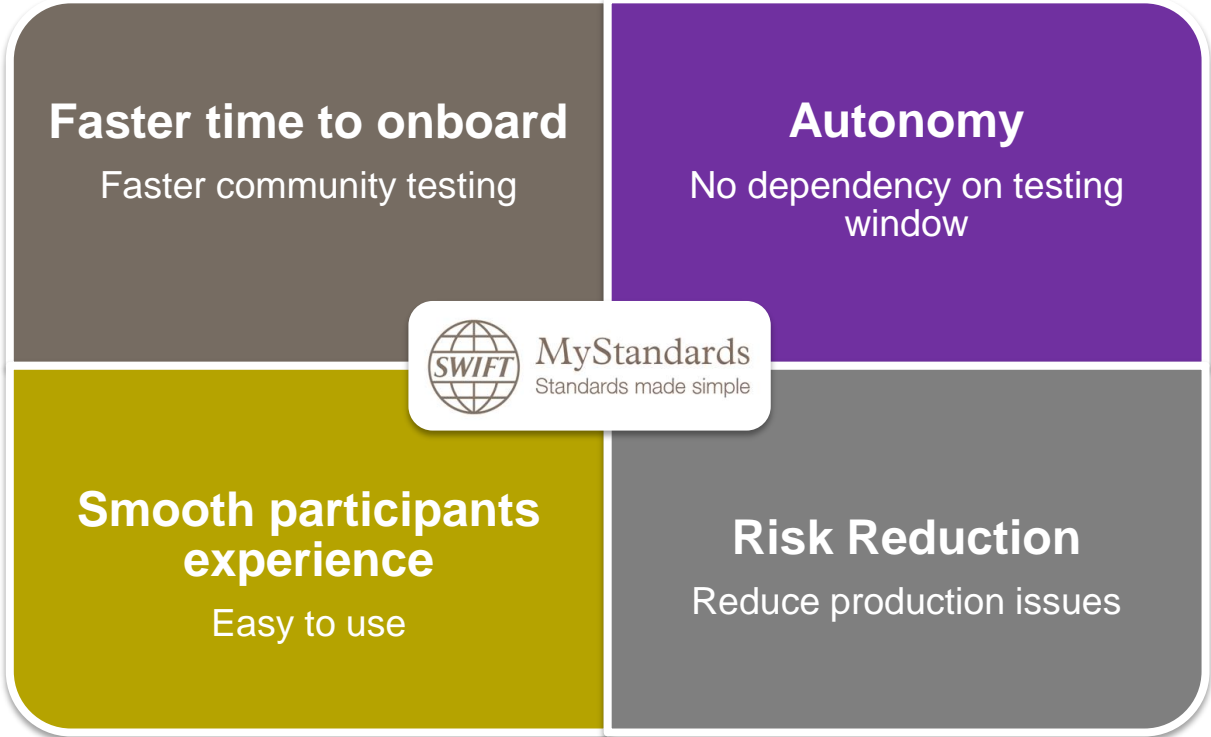 Faster time to onboard
Faster community testing
Autonomy
No dependency on testing
window
SWIFT
MyStandards
Standards made simple
Smooth participants
experience
Easy to use
Risk Reduction
Reduce production issues